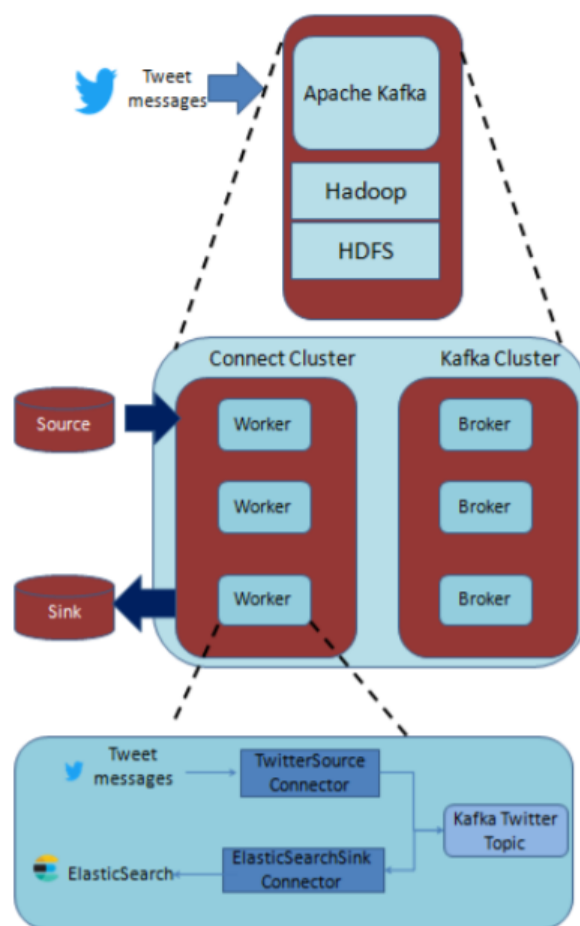 Tweet
messages
Apache Kafka
Hadoop
HDFS
Connect Cluster
Kafka Cluster
Source
Worker
Broker
Worker
Broker
Sink
Worker
Broker
Tweet
messages
TwitterSource
Connector
Kafka Twitter
Topic
ElasticSearch
ElasticSearchSink
Connector